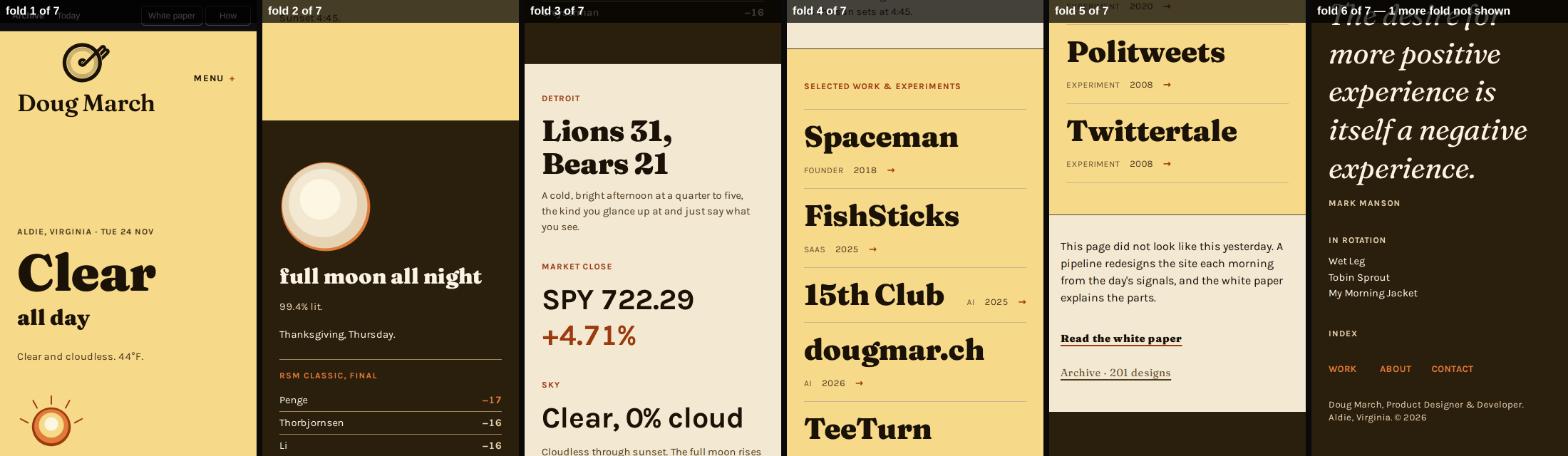 fold 1 of 7
Archive Today
White paper
How
Doug March
MENU +
ALDIE, VIRGINIA · TUE 24 NOV
Clear
all day
Clear and cloudless. 44°F.
fold 2 of 7
sunset 4:45.
full moon all night
99.4% lit.
Thanksgiving, Thursday.
RSM CLASSIC, FINAL
Penge −17
Thorbjornsen −16
Li −16
fold 3 of 7
−16
DETROIT
Lions 31,
Bears 21
A cold, bright afternoon at a quarter to five,
the kind you glance up at and just say what
you see.
MARKET CLOSE
SPY 722.29
+4.71%
SKY
Clear, 0% cloud
Cloudless through sunset. The full moon rises
fold 4 of 7
sets at 4:45.
SELECTED WORK & EXPERIMENTS
Spaceman
FOUNDER 2018 →
FishSticks
SAAS 2025 →
15th Club AI 2025 →
dougmar.ch
AI 2026 →
TeeTurn
fold 5 of 7
EXPERIMENT 2020 →
Politweets
EXPERIMENT 2008 →
Twittertale
EXPERIMENT 2008 →
This page did not look like this yesterday. A
pipeline redesigns the site each morning
from the day's signals, and the white paper
explains the parts.
Read the white paper
Archive · 201 designs
fold 6 of 7 — 1 more fold not shown
The desire for
more positive
experience is
itself a negative
experience.
MARK MANSON
IN ROTATION
Wet Leg
Tobin Sprout
My Morning Jacket
INDEX
WORK ABOUT CONTACT
Doug March, Product Designer & Developer.
Aldie, Virginia. © 2026